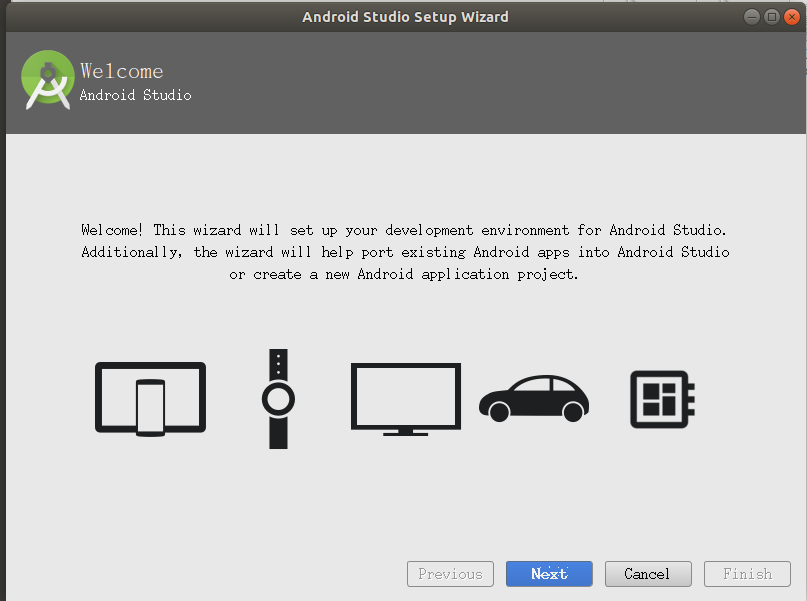 Android Studio Setup Wizard
Welcome
Android Studio
Welcome! This wizard will set up your development environment for Android Studio.
Additionally, the wizard will help port existing Android apps into Android Studio
or create a new Android application project.
Previous Next Cancel Finish